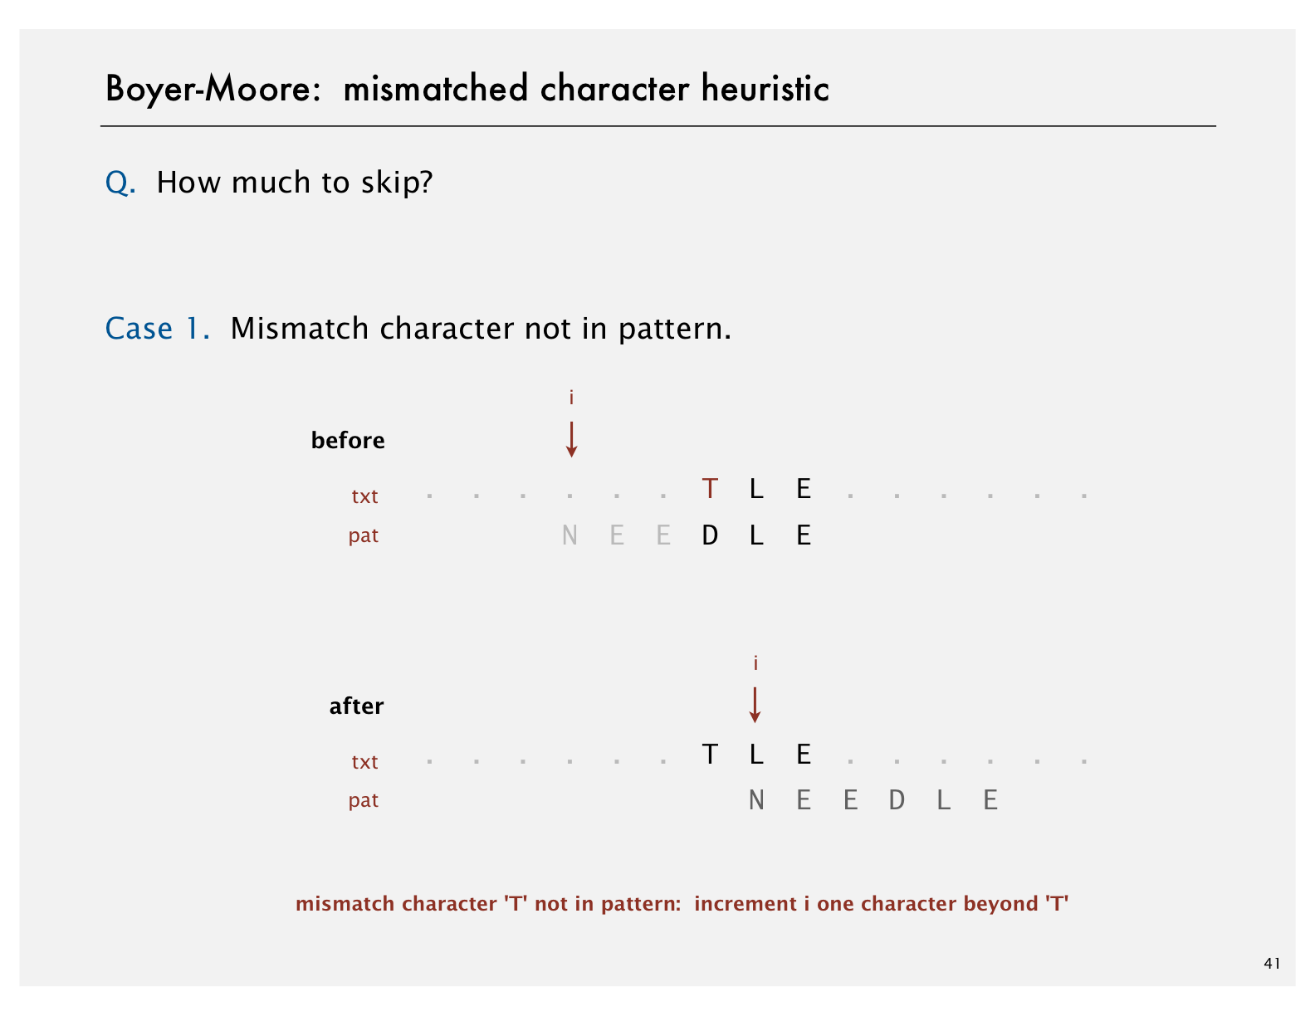 Boyer-Moore: mismatched character heuristic
Q. How much to skip?
Case 1. Mismatch character not in pattern.
i
before
txt . . . . . . T L E . . . . . .
pat N E E D L E
i
after
txt . . . . . . T L E . . . . . .
pat N E E D L E
mismatch character 'T' not in pattern: increment i one character beyond 'T'
41